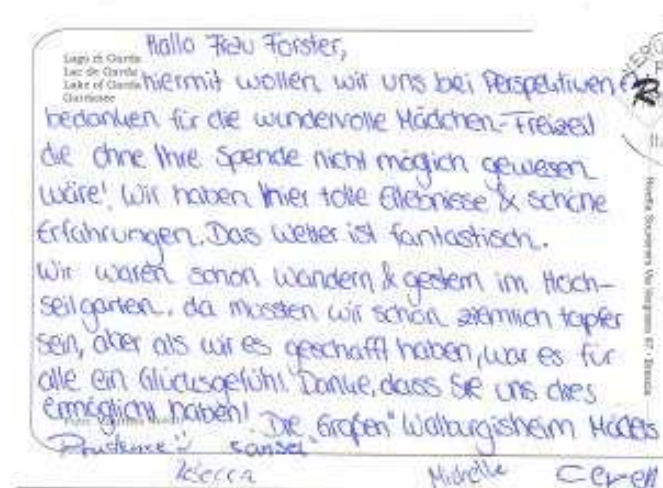 Hallo Frau Forster,
Lago di Garda
Lac de Garda
Lake of Garda
Gardasee
hiermit wollen wir uns bei Perspektiven
bedanken für die wundervolle Mädchen-Freizeit
die ohne Ihre Spende nicht möglich gewesen
wäre! Wir haben hier tolle Erlebnisse & schöne
Erfahrungen. Das Wetter ist fantastisch.
Wir waren schon wandern & gestern im Hoch-
seilgarten, da mussten wir schon ziemlich tapfer
sein, aber als wir es geschafft haben, war es für
alle ein Glücksgefühl! Danke, dass Sie uns dies
ermöglicht haben!
Die "Großen" Walburgisheim Mädels
Prudence Cansel
Rebecca Michelle Ceren